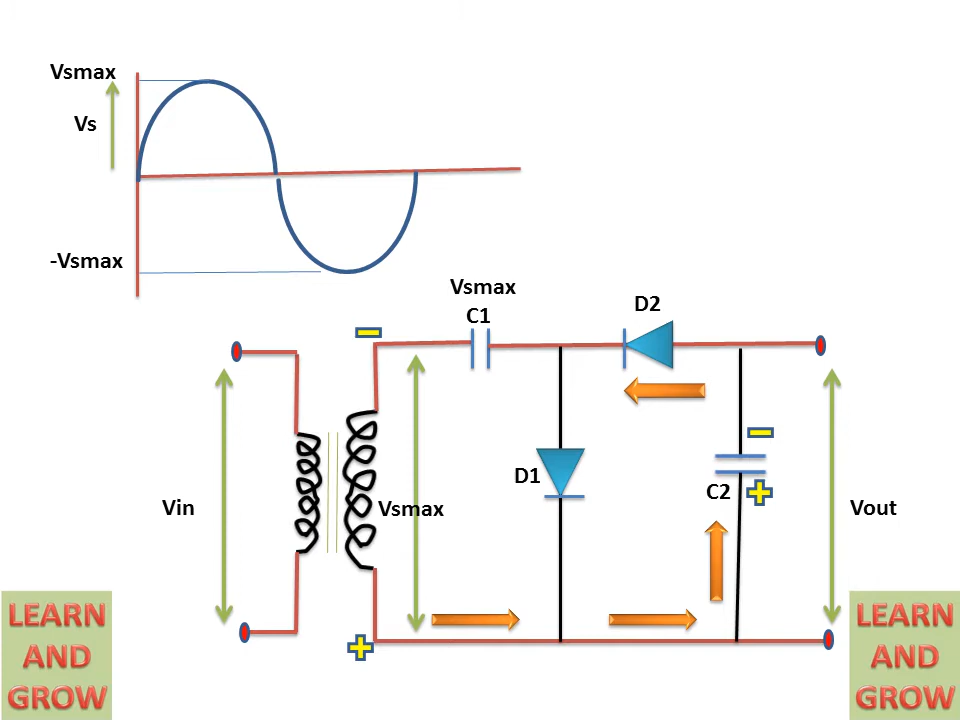 Vsmax
Vs
-Vsmax
Vsmax
C1
D2
D1
C2
Vin
Vsmax
Vout
LEARN
AND
GROW
LEARN
AND
GROW